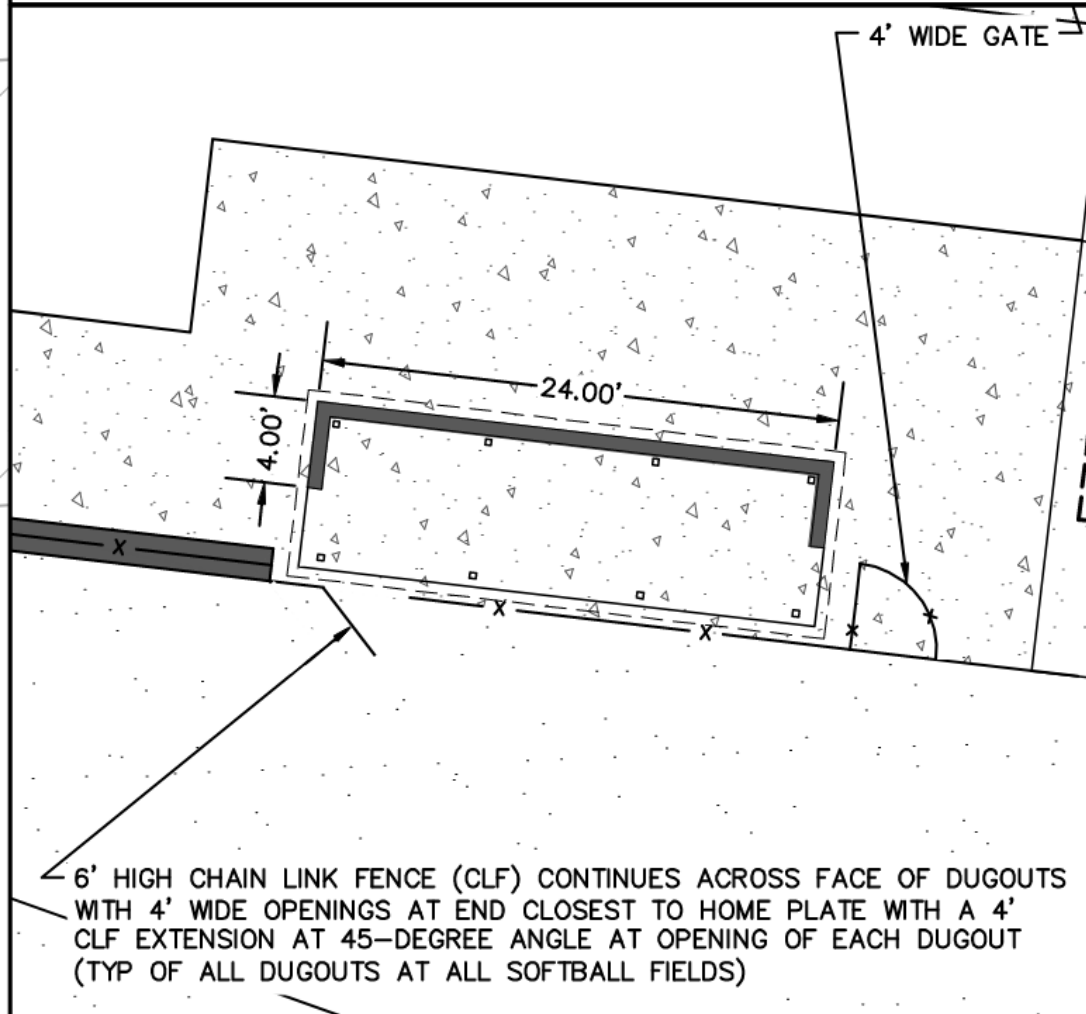 4' WIDE GATE
24.00'
4.00'
X
X
X
X
X
6' HIGH CHAIN LINK FENCE (CLF) CONTINUES ACROSS FACE OF DUGOUTS
WITH 4' WIDE OPENINGS AT END CLOSEST TO HOME PLATE WITH A 4'
CLF EXTENSION AT 45–DEGREE ANGLE AT OPENING OF EACH DUGOUT
(TYP OF ALL DUGOUTS AT ALL SOFTBALL FIELDS)